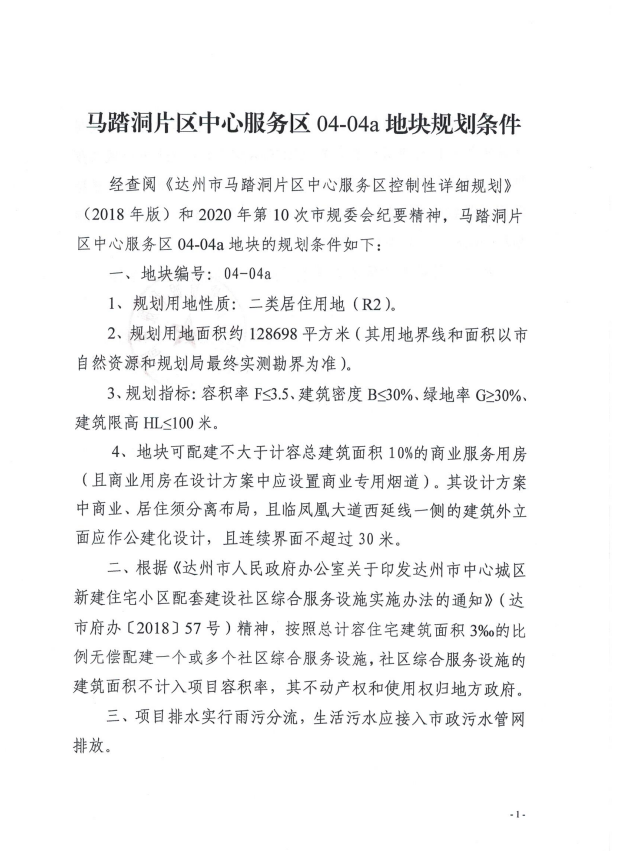 马踏洞片区中心服务区 04-04a 地块规划条件
经查阅《达州市马踏洞片区中心服务区控制性详细规划》
（2018 年版）和 2020 年第 10 次市规委会纪要精神，马踏洞片
区中心服务区 04-04a 地块的规划条件如下：
一、地块编号：04-04a
1、规划用地性质：二类居住用地（R2）。
2、规划用地面积约 128698 平方米（其用地界线和面积以市
自然资源和规划局最终实测勘界为准）。
3、规划指标：容积率 F≤3.5、建筑密度 B≤30%、绿地率 G≥30%、
建筑限高 HL≤100 米。
4、地块可配建不大于计容总建筑面积 10%的商业服务用房
（且商业用房在设计方案中应设置商业专用烟道）。其设计方案
中商业、居住须分离布局，且临凤凰大道西延线一侧的建筑外立
面应作公建化设计，且连续界面不超过 30 米。
二、根据《达州市人民政府办公室关于印发达州市中心城区
新建住宅小区配套建设社区综合服务设施实施办法的通知》（达
市府办〔2018〕57 号）精神，按照总计容住宅建筑面积 3‰的比
例无偿配建一个或多个社区综合服务设施，社区综合服务设施的
建筑面积不计入项目容积率，其不动产权和使用权归地方政府。
三、项目排水实行雨污分流，生活污水应接入市政污水管网
排放。
-1-